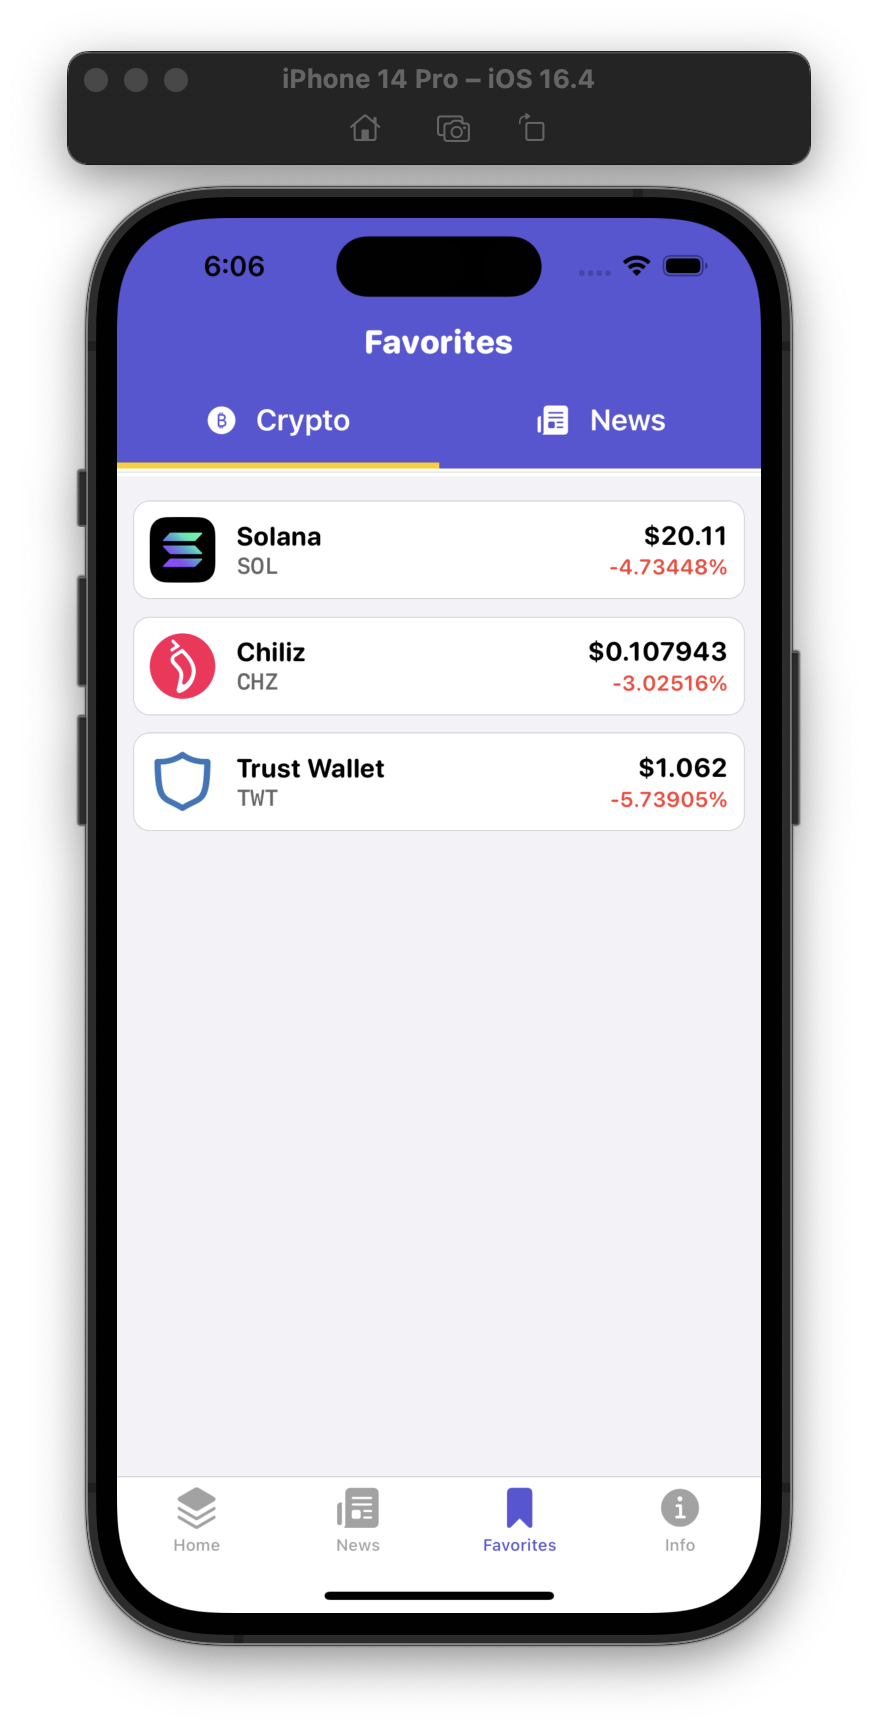 iPhone 14 Pro – iOS 16.4
6:06
Favorites
Crypto
News
Solana
$20.11
SOL
-4.73448%
Chiliz
$0.107943
CHZ
-3.02516%
Trust Wallet
$1.062
TWT
-5.73905%
Home
News
Favorites
Info